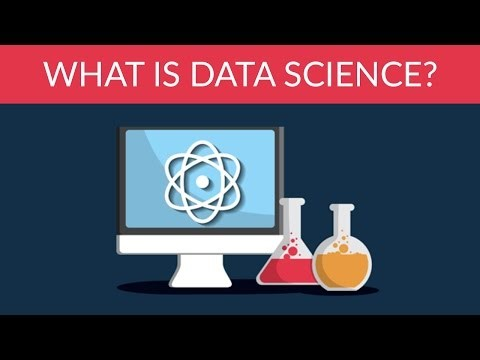 WHAT IS DATA SCIENCE?